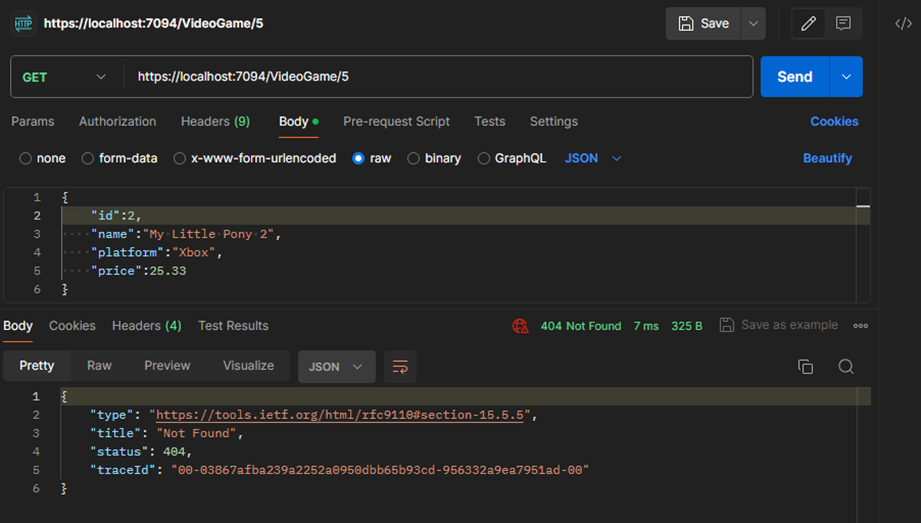 HTTP https://localhost:7094/VideoGame/5 Save </>
GET https://localhost:7094/VideoGame/5 Send
Params Authorization Headers (9) Body Pre-request Script Tests Settings Cookies
none form-data x-www-form-urlencoded raw binary GraphQL JSON Beautify
1 {
2 "id":2,
3 "name":"My Little Pony 2",
4 "platform":"Xbox",
5 "price":25.33
6 }
Body Cookies Headers (4) Test Results 404 Not Found 7 ms 325 B Save as example
Pretty Raw Preview Visualize JSON
1 {
2 "type": "https://tools.ietf.org/html/rfc9110#section-15.5.5",
3 "title": "Not Found",
4 "status": 404,
5 "traceId": "00-03867afba239a2252a0950dbb65b93cd-956332a9ea7951ad-00"
6 }